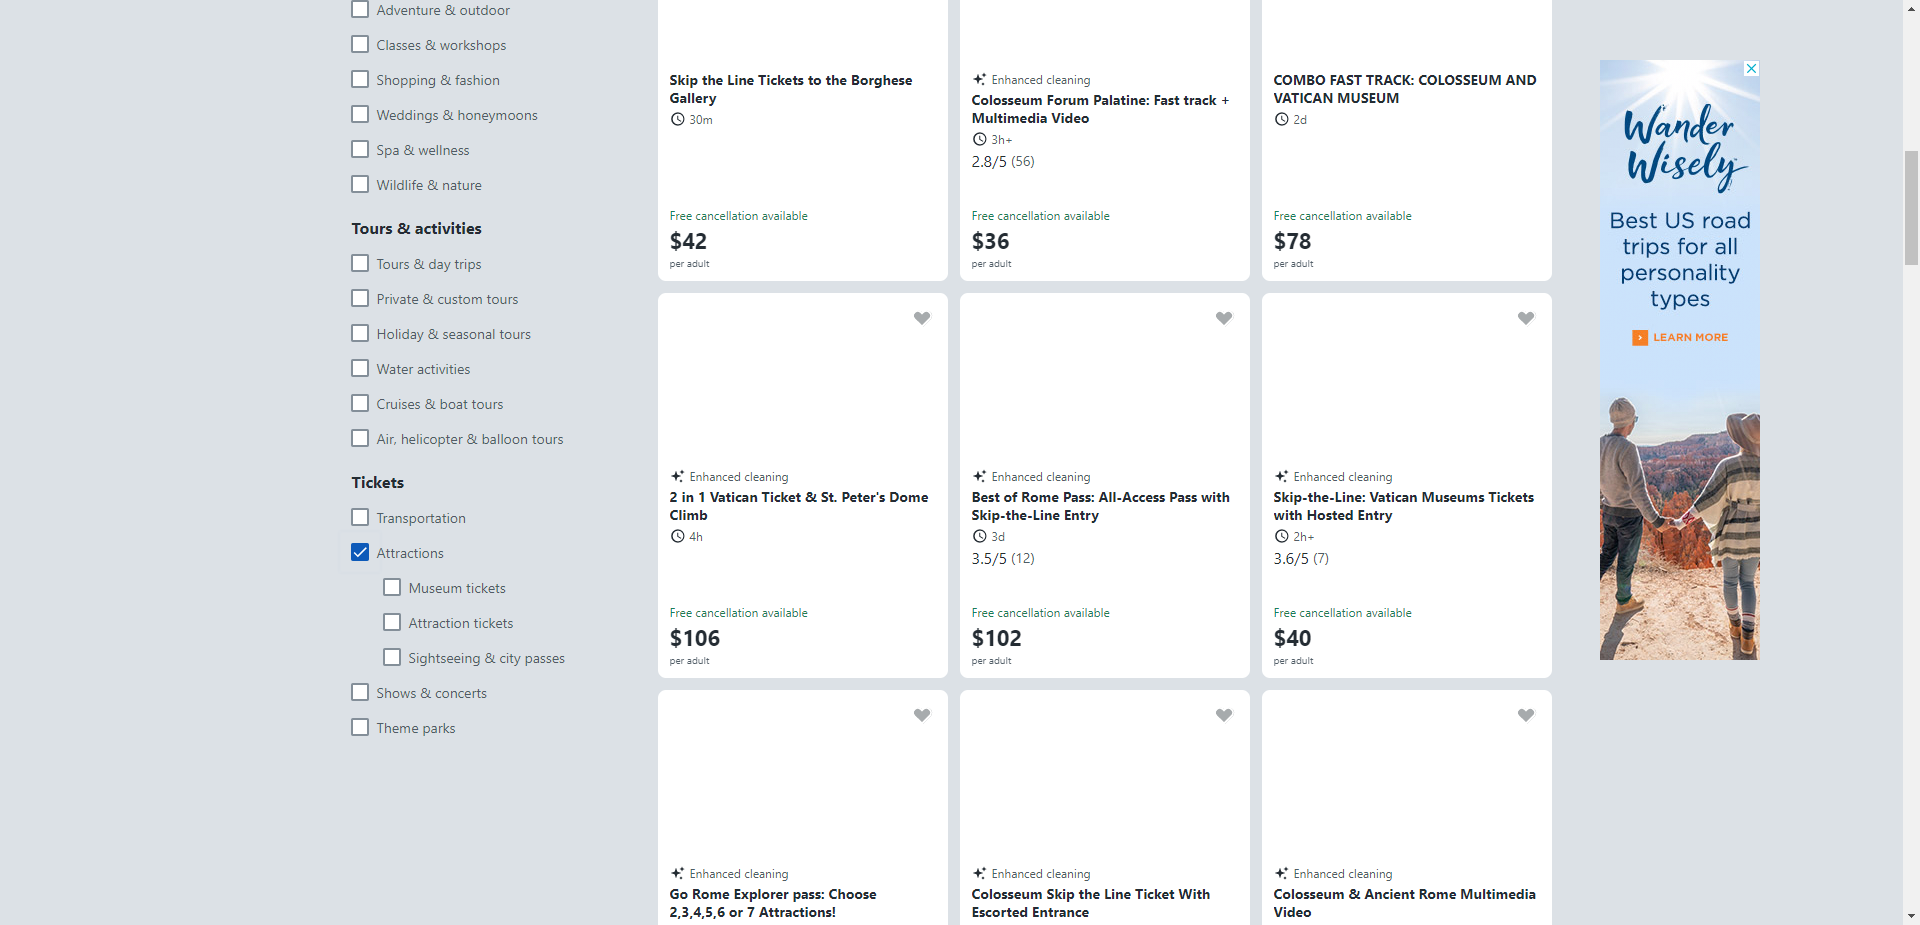 Adventure & outdoor
Classes & workshops
Shopping & fashion
Weddings & honeymoons
Spa & wellness
Wildlife & nature
Tours & activities
Tours & day trips
Private & custom tours
Holiday & seasonal tours
Water activities
Cruises & boat tours
Air, helicopter & balloon tours
Tickets
Transportation
Attractions
Museum tickets
Attraction tickets
Sightseeing & city passes
Shows & concerts
Theme parks
Skip the Line Tickets to the Borghese
Gallery
30m
Free cancellation available
$42
per adult
Enhanced cleaning
Colosseum Forum Palatine: Fast track +
Multimedia Video
3h+
2.8/5 (56)
Free cancellation available
$36
per adult
COMBO FAST TRACK: COLOSSEUM AND
VATICAN MUSEUM
2d
Free cancellation available
$78
per adult
Enhanced cleaning
2 in 1 Vatican Ticket & St. Peter's Dome
Climb
4h
Free cancellation available
$106
per adult
Enhanced cleaning
Best of Rome Pass: All-Access Pass with
Skip-the-Line Entry
3d
3.5/5 (12)
Free cancellation available
$102
per adult
Enhanced cleaning
Skip-the-Line: Vatican Museums Tickets
with Hosted Entry
2h+
3.6/5 (7)
Free cancellation available
$40
per adult
Enhanced cleaning
Go Rome Explorer pass: Choose
2,3,4,5,6 or 7 Attractions!
Enhanced cleaning
Colosseum Skip the Line Ticket With
Escorted Entrance
Enhanced cleaning
Colosseum & Ancient Rome Multimedia
Video
Wander
Wisely™
Best US road
trips for all
personality
types
LEARN MORE